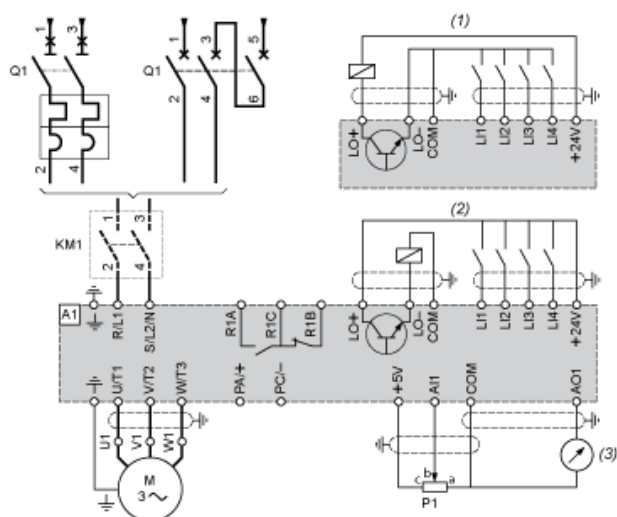 1 3
Q1
2 4
1 3 5
Q1
2 4 6
(1)
LO+ LO- COM LI1 LI2 LI3 LI4 +24V
1 3
KM1
2 4
(2)
A1 R/L1 S/L2/N R1A R1C R1B LO+ LO- COM LI1 LI2 LI3 LI4 +24V
U/T1 V/T2 W/T3 PA/+ PC/- +5V AI1 COM AO1
U1 V1 W1
M
3~
c b a
P1
(3)